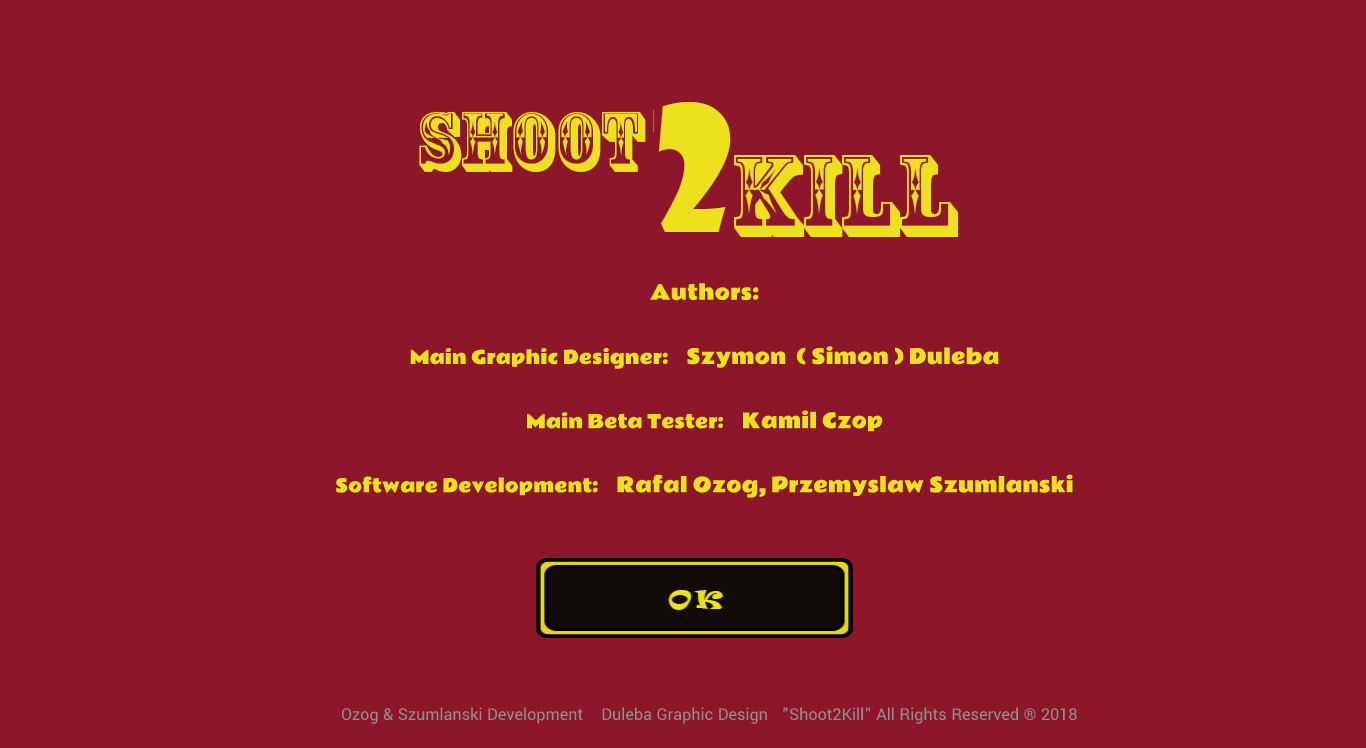 SHOOT 2 KILL
Authors:
Main Graphic Designer: Szymon ( Simon ) Duleba
Main Beta Tester: Kamil Czop
Software Development: Rafal Ozog, Przemyslaw Szumlanski
OK
Ozog & Szumlanski Development Duleba Graphic Design "Shoot2Kill" All Rights Reserved ® 2018